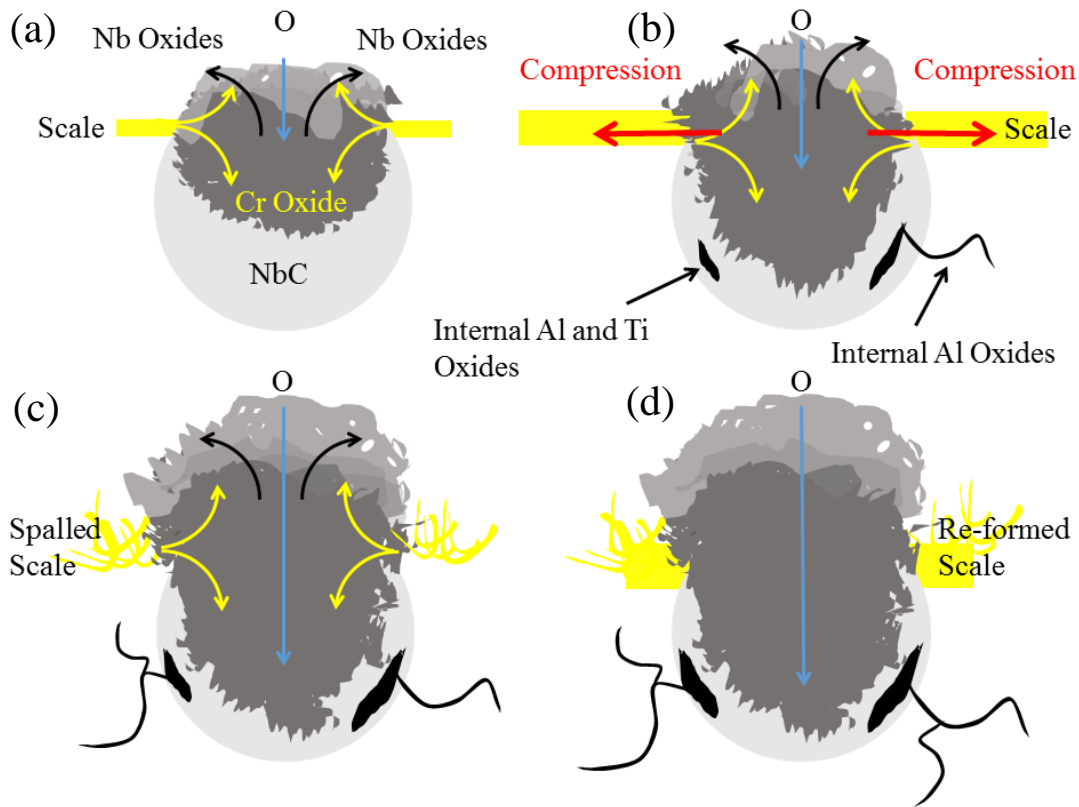 (a)
O
Nb Oxides
Nb Oxides
Scale
Cr Oxide
NbC
(b)
O
Compression
Compression
Scale
Internal Al and Ti
Oxides
Internal Al Oxides
(c)
O
Spalled
Scale
(d)
O
Re-formed
Scale